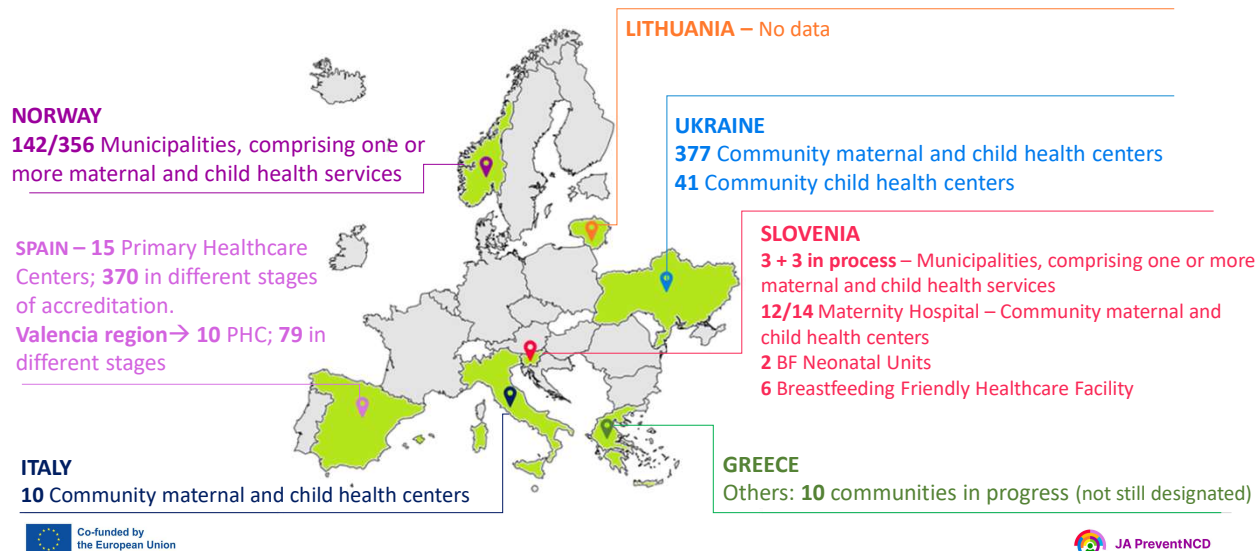 LITHUANIA – No data
NORWAY
142/356 Municipalities, comprising one or
more maternal and child health services
UKRAINE
377 Community maternal and child health centers
41 Community child health centers
SPAIN – 15 Primary Healthcare
Centers; 370 in different stages
of accreditation.
Valencia region→ 10 PHC; 79 in
different stages
SLOVENIA
3 + 3 in process – Municipalities, comprising one or more
maternal and child health services
12/14 Maternity Hospital – Community maternal and
child health centers
2 BF Neonatal Units
6 Breastfeeding Friendly Healthcare Facility
ITALY
10 Community maternal and child health centers
GREECE
Others: 10 communities in progress (not still designated)
Co-funded by
the European Union
JA PreventNCD